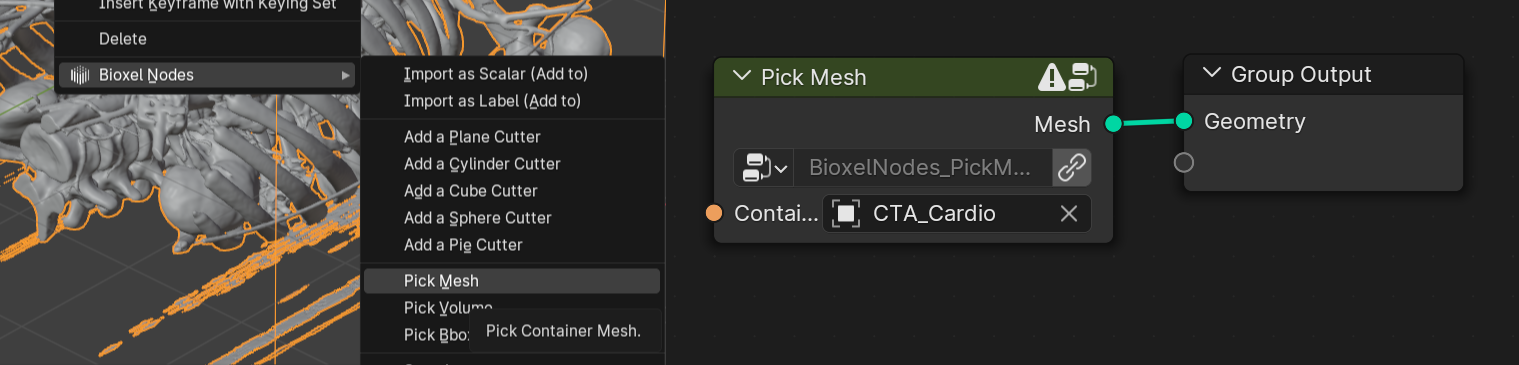 Insert Keyframe with Keying Set
Delete
Bioxel Nodes
Import as Scalar (Add to)
Import as Label (Add to)
Add a Plane Cutter
Add a Cylinder Cutter
Add a Cube Cutter
Add a Sphere Cutter
Add a Pie Cutter
Pick Mesh
Pick Volume
Pick Bbo
Pick Container Mesh.
Pick Mesh
Mesh
BioxelNodes_PickM...
Contai... CTA_Cardio
Group Output
Geometry